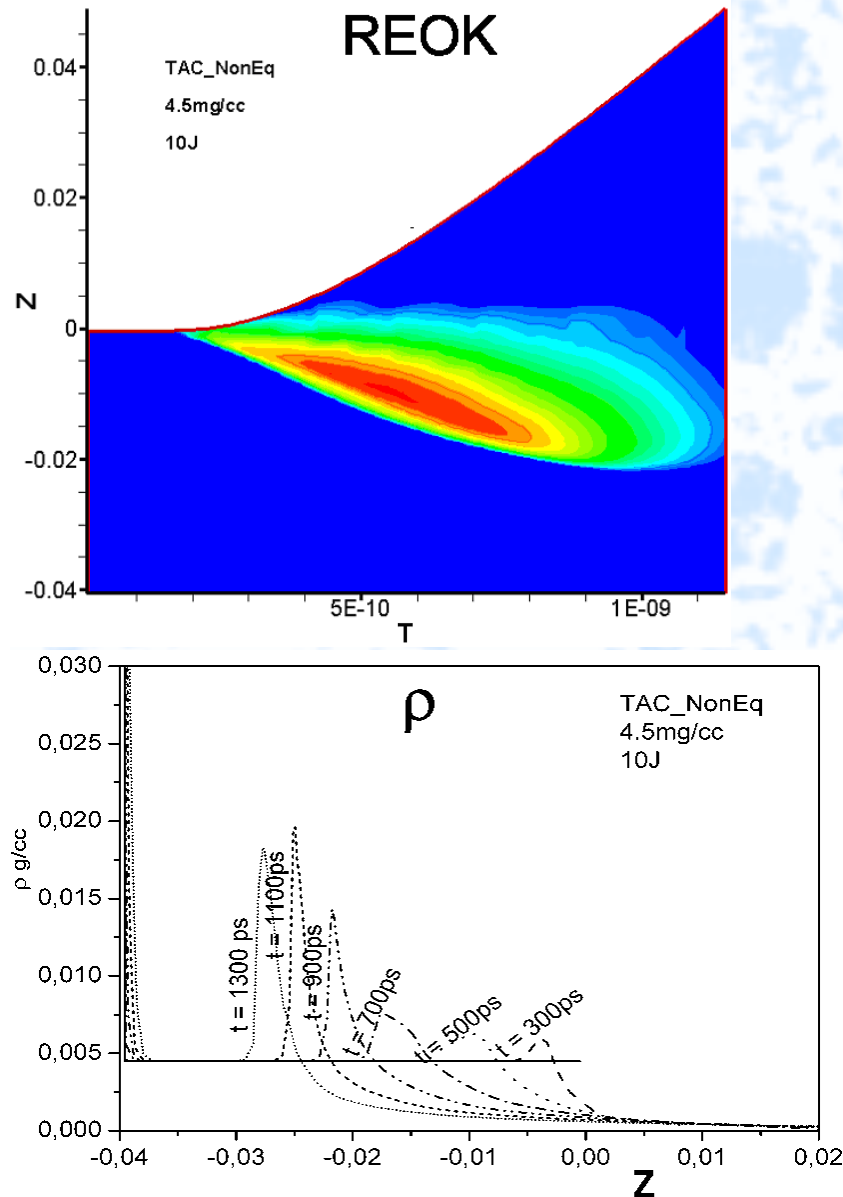 REOK
TAC_NonEq
4.5mg/cc
10J
0.04
0.02
0
-0.02
-0.04
Z
5E-10
1E-09
T
0,030
0,025
0,020
0,015
0,010
0,005
0,000
ρ g/cc
ρ
TAC_NonEq
4.5mg/cc
10J
t = 1300 ps
t = 1100ps
t = 900ps
t = 700ps
t = 500ps
t = 300ps
-0,04
-0,03
-0,02
-0,01
0,00
0,01
0,02
Z